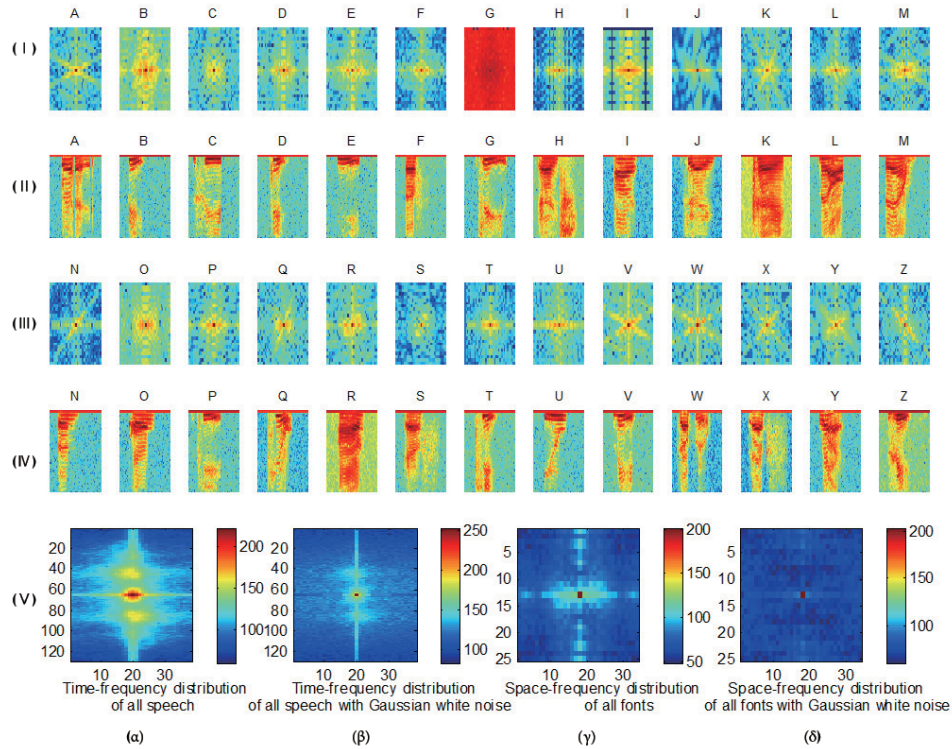 A B C D E F G H I J K L M
(I)
A B C D E F G H I J K L M
(II)
N O P Q R S T U V W X Y Z
(III)
N O P Q R S T U V W X Y Z
(IV)
(V)
20
40
60
80
100
120
10 20 30
200
150
100
20
40
60
80
100
120
10 20 30
250
200
150
100
5
10
15
20
25
10 20 30
200
150
100
50
5
10
15
20
25
10 20 30
200
150
100
Time-frequency distribution
of all speech
Time-frequency distribution
of all speech with Gaussian white noise
Space-frequency distribution
of all fonts
Space-frequency distribution
of all fonts with Gaussian white noise
(α) (β) (γ) (δ)